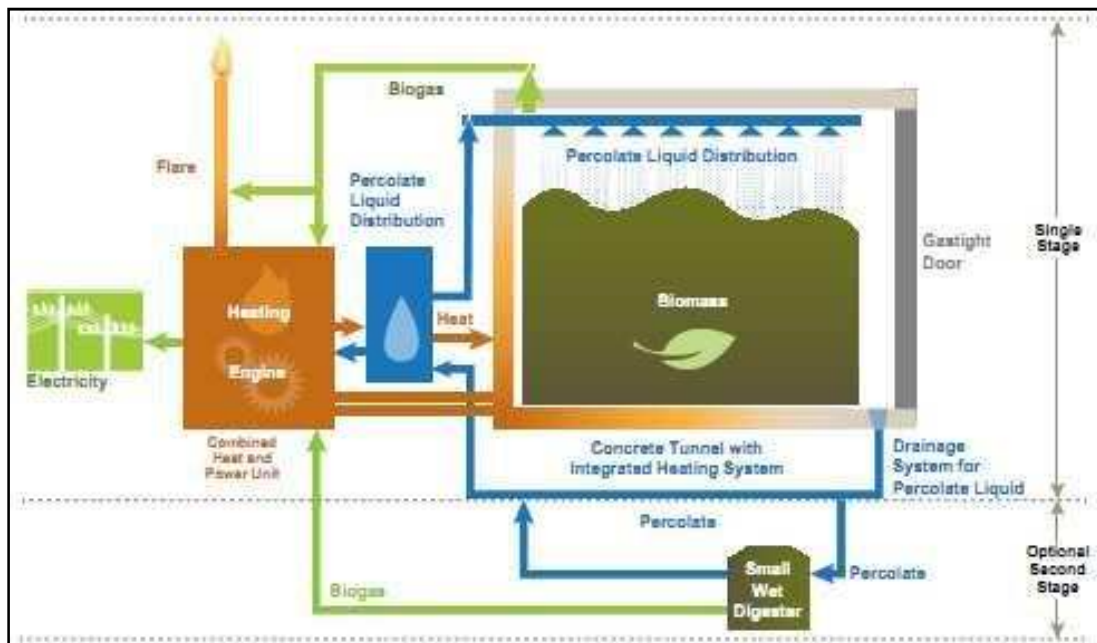 Biogas
Flare
Percolate
Liquid
Distribution
Percolate Liquid Distribution
Gastight
Door
Single
Stage
Biomass
Heating
Engine
Heat
Electricity
Combined
Heat and
Power Unit
Concrete Tunnel with
Integrated Heating System
Drainage
System for
Percolate Liquid
Percolate
Small
Wet
Digester
Percolate
Biogas
Optional
Second
Stage